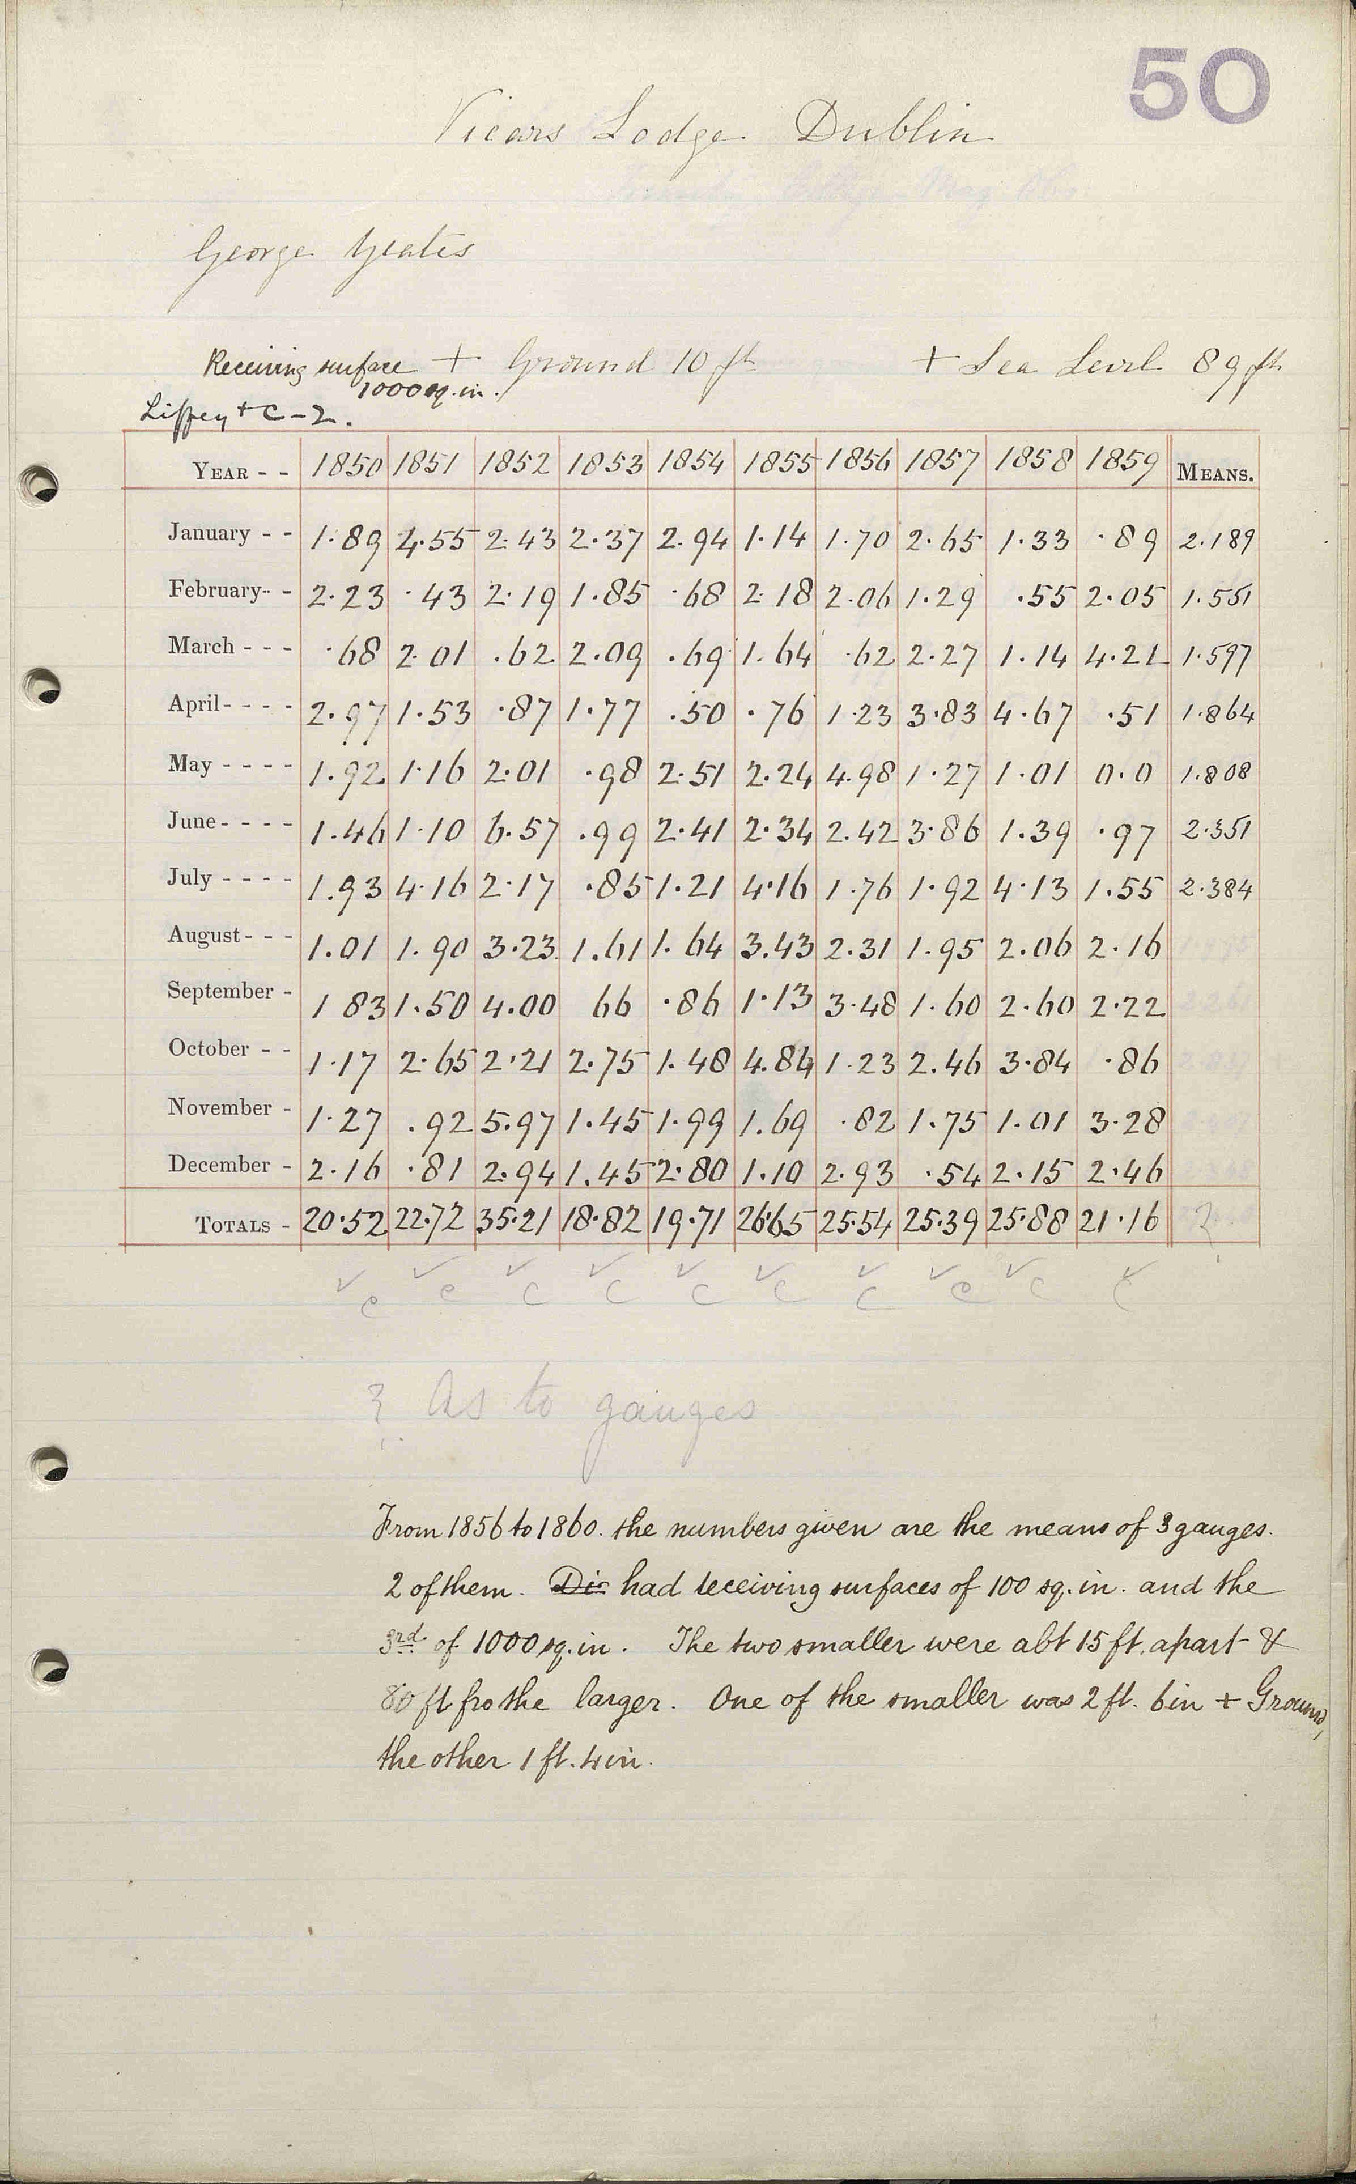 50
Vicars Lodge Dublin
George Yeates
Receiving surface + Ground 10 ft + Sea Level 89 ft
1000 sq. in.
Liffey + C - 2.
YEAR - - 1850 1851 1852 1853 1854 1855 1856 1857 1858 1859 MEANS.
January - - 1.89 4.55 2.43 2.37 2.94 1.14 1.70 2.65 1.33 .89 2.189
February - - 2.23 .43 2.19 1.85 .68 2.18 2.06 1.29 .55 2.05 1.551
March - - - .68 2.01 .62 2.09 .69 1.64 .62 2.27 1.14 4.21 1.597
April - - - - 2.97 1.53 .87 1.77 .50 .76 1.23 3.83 4.67 .51 1.864
May - - - - 1.92 1.16 2.01 .98 2.51 2.24 4.98 1.27 1.01 0.0 1.808
June - - - - 1.46 1.10 6.57 .99 2.41 2.34 2.42 3.86 1.39 .97 2.351
July - - - - 1.93 4.16 2.17 .85 1.21 4.16 1.76 1.92 4.13 1.55 2.384
August - - - 1.01 1.90 3.23 1.61 1.64 3.43 2.31 1.95 2.06 2.16
September - 1 83 1.50 4.00 66 .86 1.13 3.48 1.60 2.60 2.22
October - - 1.17 2.65 2.21 2.75 1.48 4.84 1.23 2.46 3.84 .86
November - 1.27 .92 5.97 1.45 1.99 1.69 .82 1.75 1.01 3.28
December - 2.16 .81 2.94 1.45 2.80 1.10 2.93 .54 2.15 2.46
TOTALS - 20.52 22.72 35.21 18.82 19.71 26.65 25.54 25.39 25.88 21.16 ?
✓ ✓ ✓ ✓ ✓ ✓ ✓ ✓ ✓ ✓
c c c c c c c c c c
? As to gauges
From 1856 to 1860. the numbers given are the means of 3 gauges.
2 of them. Dis had receiving surfaces of 100 sq. in. and the
3rd of 1000 sq. in. The two smaller were abt 15 ft. apart &
80 ft fro the larger. One of the smaller was 2 ft. 6 in + Ground,
the other 1 ft. 4 in.